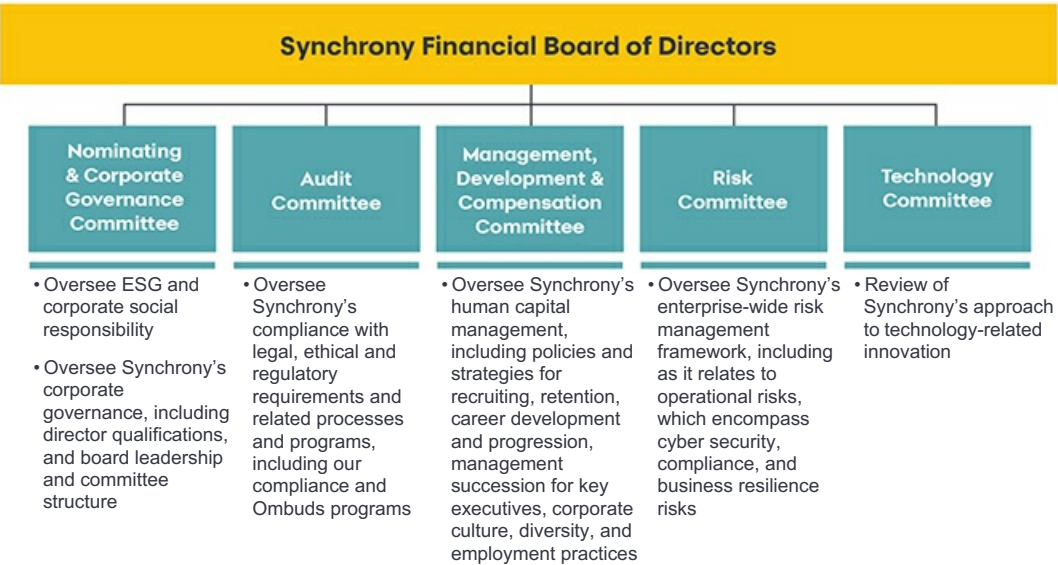 Synchrony Financial Board of Directors
Nominating
& Corporate
Governance
Committee
• Oversee ESG and
corporate social
responsibility
• Oversee Synchrony’s
corporate
governance, including
director qualifications,
and board leadership
and committee
structure
Audit
Committee
• Oversee
Synchrony’s
compliance with
legal, ethical and
regulatory
requirements and
related processes
and programs,
including our
compliance and
Ombuds programs
Management,
Development &
Compensation
Committee
• Oversee Synchrony’s
human capital
management,
including policies and
strategies for
recruiting, retention,
career development
and progression,
management
succession for key
executives, corporate
culture, diversity, and
employment practices
Risk
Committee
• Oversee Synchrony’s
enterprise-wide risk
management
framework, including
as it relates to
operational risks,
which encompass
cyber security,
compliance, and
business resilience
risks
Technology
Committee
• Review of
Synchrony’s approach
to technology-related
innovation